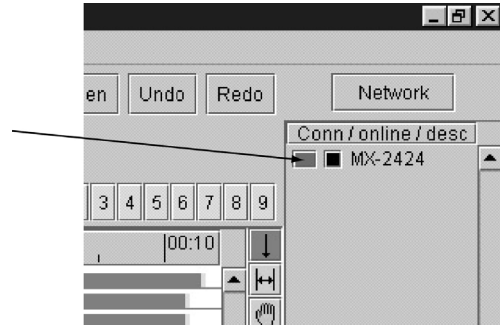 en Undo Redo Network
Conn / online / desc
MX-2424
3 4 5 6 7 8 9
00:10